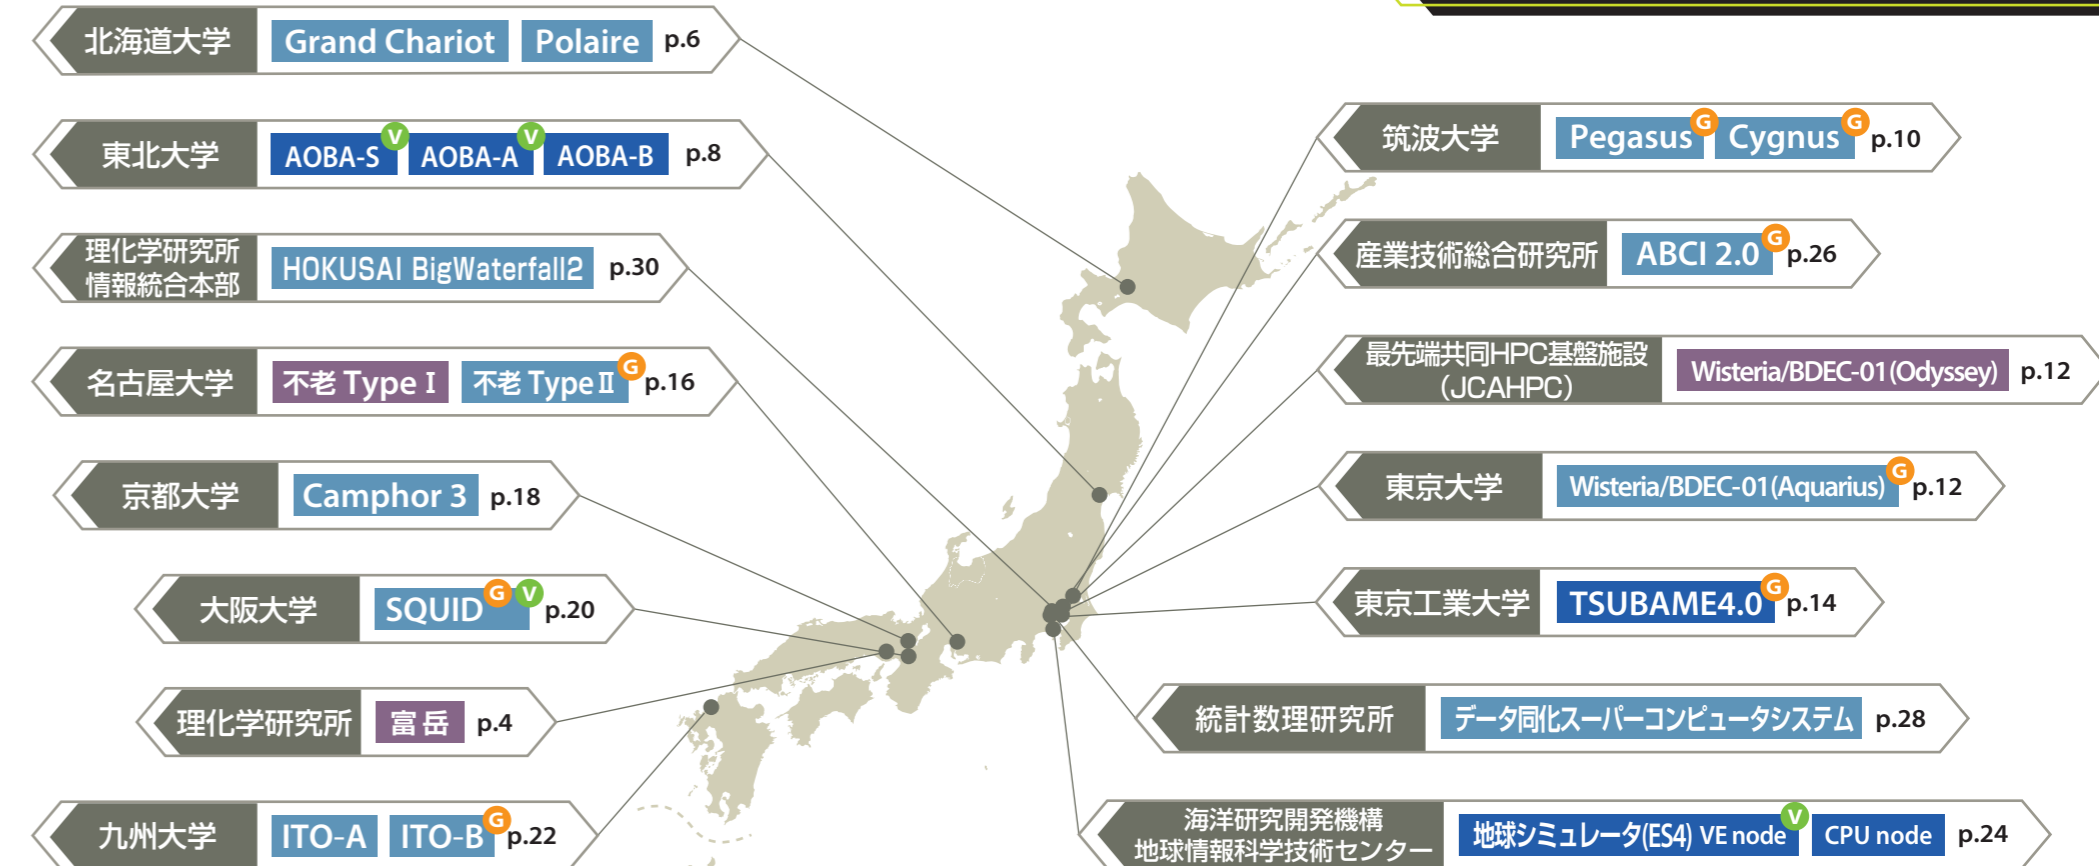 北海道大学 Grand Chariot Polaire p.6
東北大学 AOBA-S V AOBA-A V AOBA-B p.8
理化学研究所
情報統合本部
HOKUSAI BigWaterfall2 p.30
名古屋大学 不老 Type I 不老 Type II G p.16
京都大学 Camphor 3 p.18
大阪大学 SQUID G V p.20
理化学研究所 富岳 p.4
九州大学 ITO-A ITO-B G p.22
筑波大学 Pegasus G Cygnus G p.10
産業技術総合研究所 ABCI 2.0 G p.26
最先端共同HPC基盤施設
（JCAHPC）
Wisteria/BDEC-01(Odyssey) p.12
東京大学 Wisteria/BDEC-01(Aquarius) G p.12
東京工業大学 TSUBAME4.0 G p.14
統計数理研究所 データ同化スーパーコンピュータシステム p.28
海洋研究開発機構
地球情報科学技術センター
地球シミュレータ(ES4) VE node V CPU node p.24